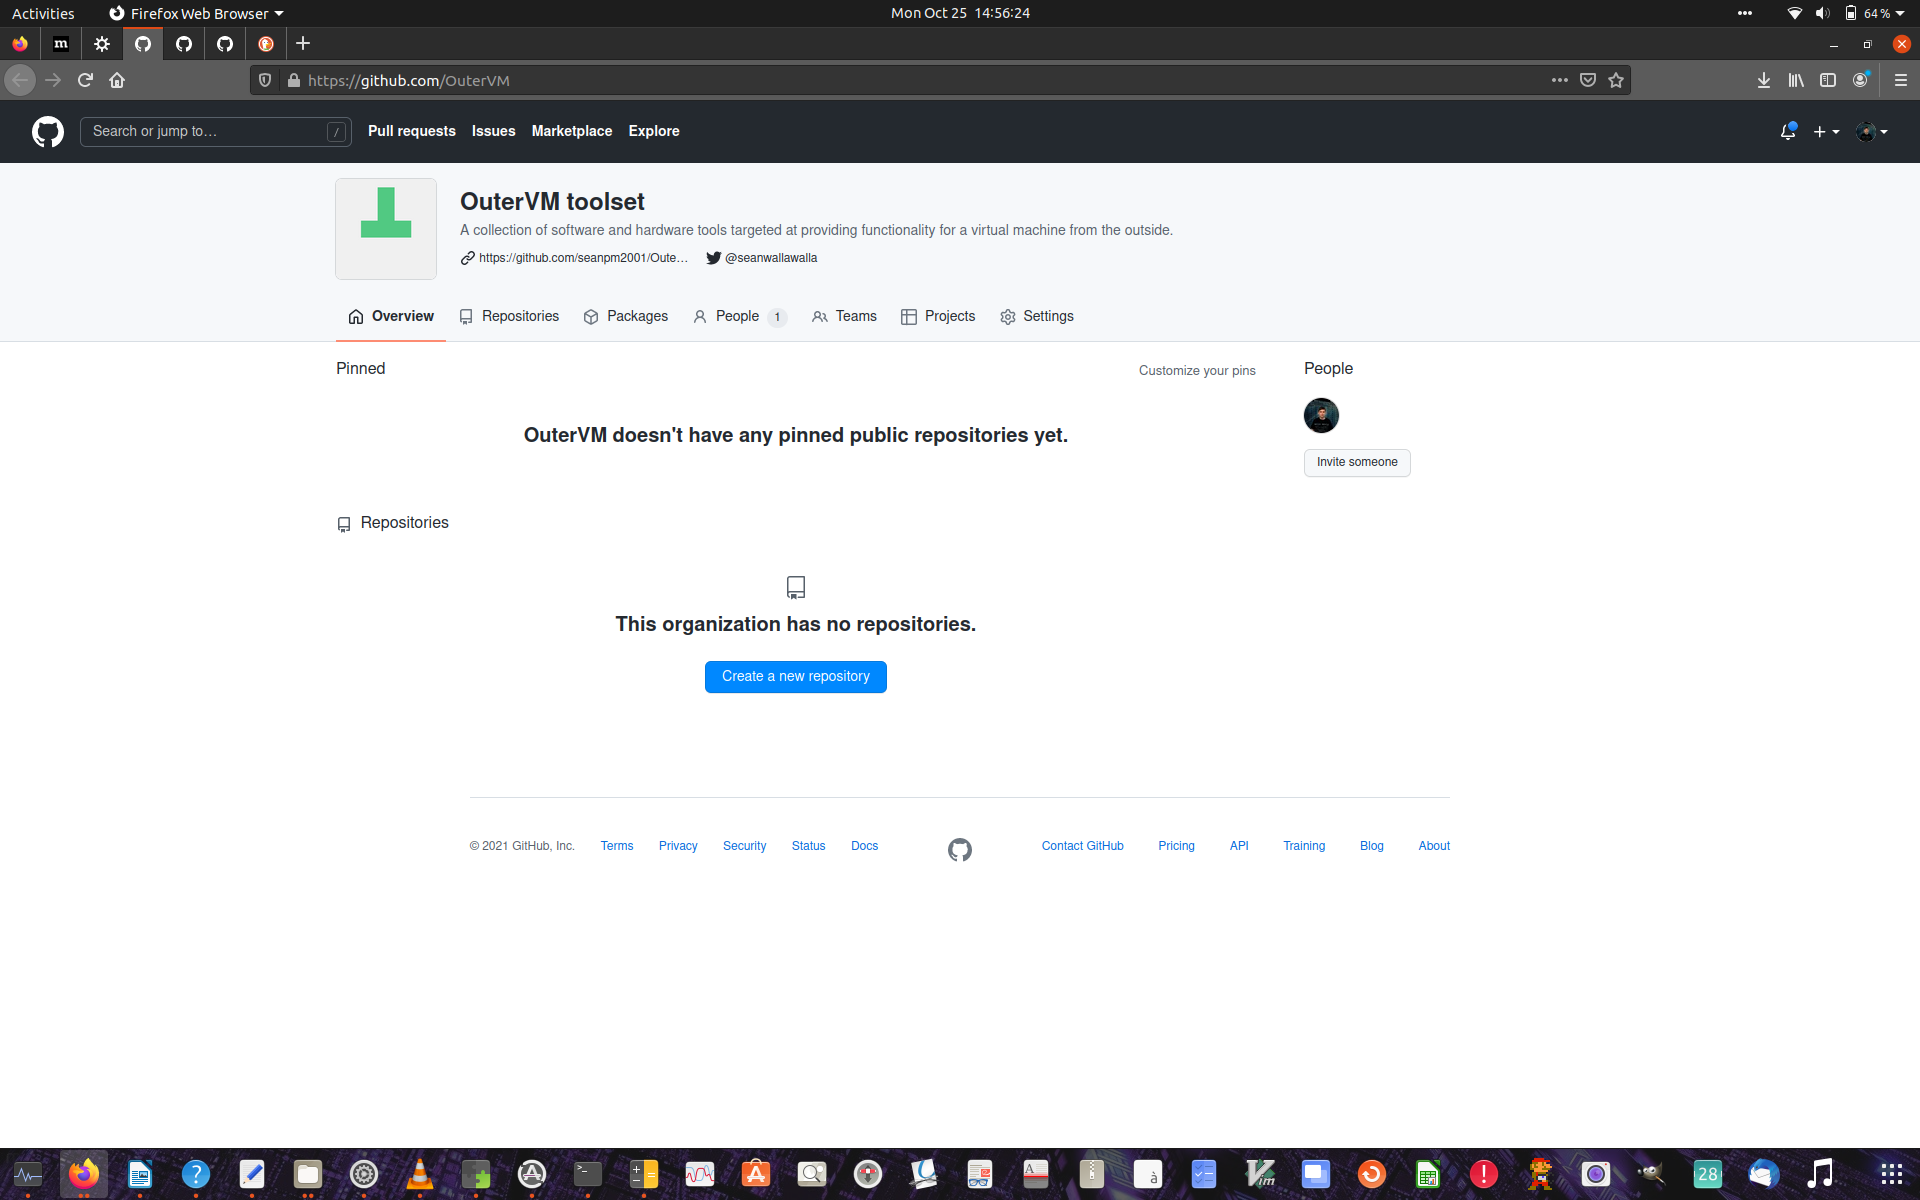 Activities
Firefox Web Browser
Mon Oct 25 14:56:24
64 %
m
https://github.com/OuterVM
Search or jump to…
/
Pull requests
Issues
Marketplace
Explore
OuterVM toolset
A collection of software and hardware tools targeted at providing functionality for a virtual machine from the outside.
https://github.com/seanpm2001/Oute…
@seanwallawalla
Overview
Repositories
Packages
People 1
Teams
Projects
Settings
Pinned
Customize your pins
People
OuterVM doesn't have any pinned public repositories yet.
Invite someone
Repositories
This organization has no repositories.
Create a new repository
© 2021 GitHub, Inc.
Terms
Privacy
Security
Status
Docs
Contact GitHub
Pricing
API
Training
Blog
About
?
>_
A
à
Vim
!
28